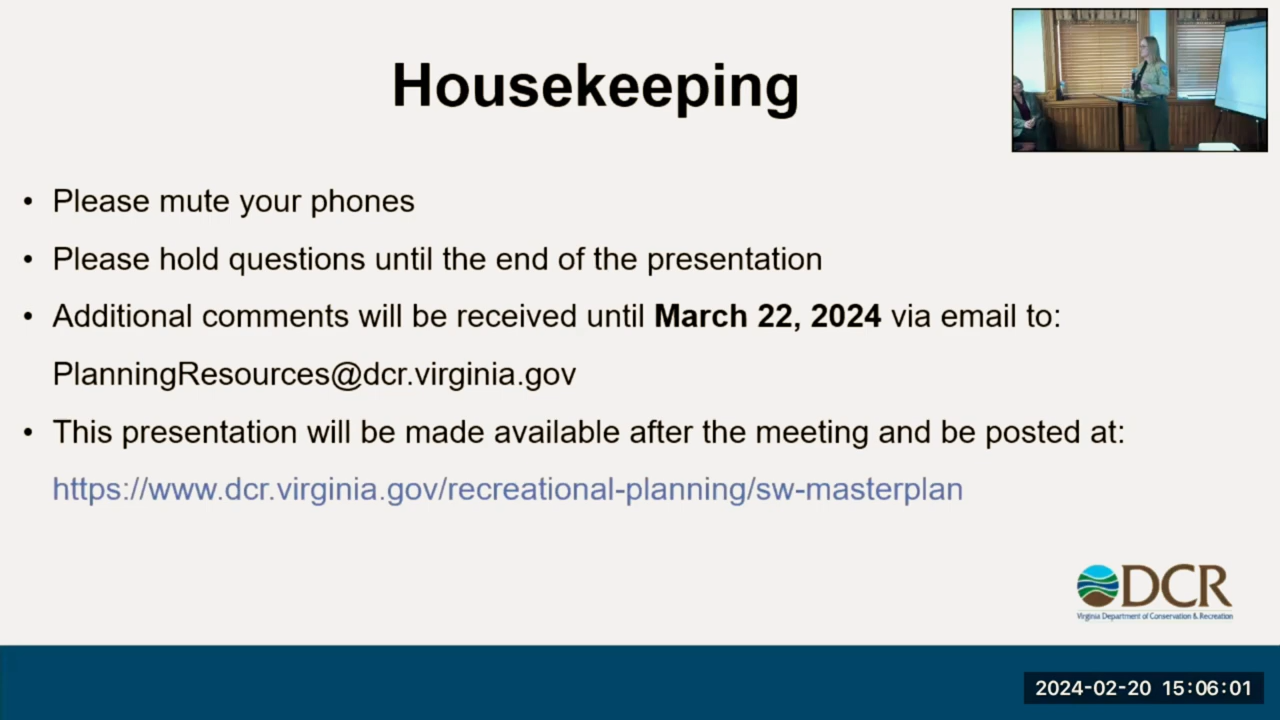 Housekeeping
• Please mute your phones
• Please hold questions until the end of the presentation
• Additional comments will be received until March 22, 2024 via email to:
PlanningResources@dcr.virginia.gov
• This presentation will be made available after the meeting and be posted at:
https://www.dcr.virginia.gov/recreational-planning/sw-masterplan
DCR
Virginia Department of Conservation & Recreation
2024-02-20 15:06:01